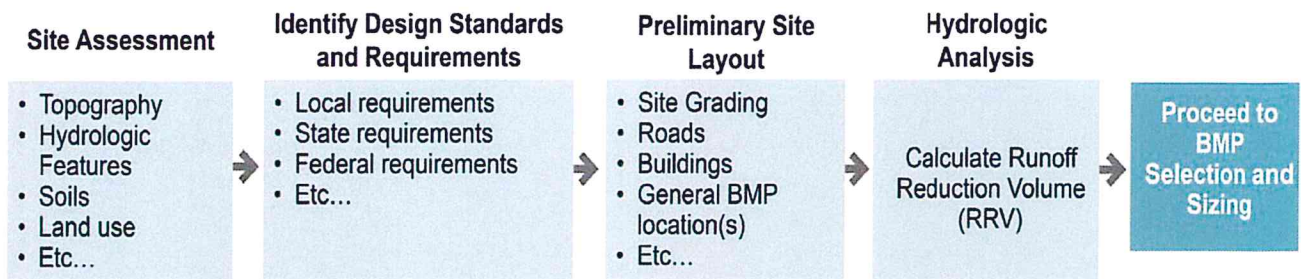 Site Assessment
• Topography
• Hydrologic
Features
• Soils
• Land use
• Etc...
Identify Design Standards
and Requirements
• Local requirements
• State requirements
• Federal requirements
• Etc...
Preliminary Site
Layout
• Site Grading
• Roads
• Buildings
• General BMP
location(s)
• Etc...
Hydrologic
Analysis
Calculate Runoff
Reduction Volume
(RRV)
Proceed to
BMP
Selection and
Sizing